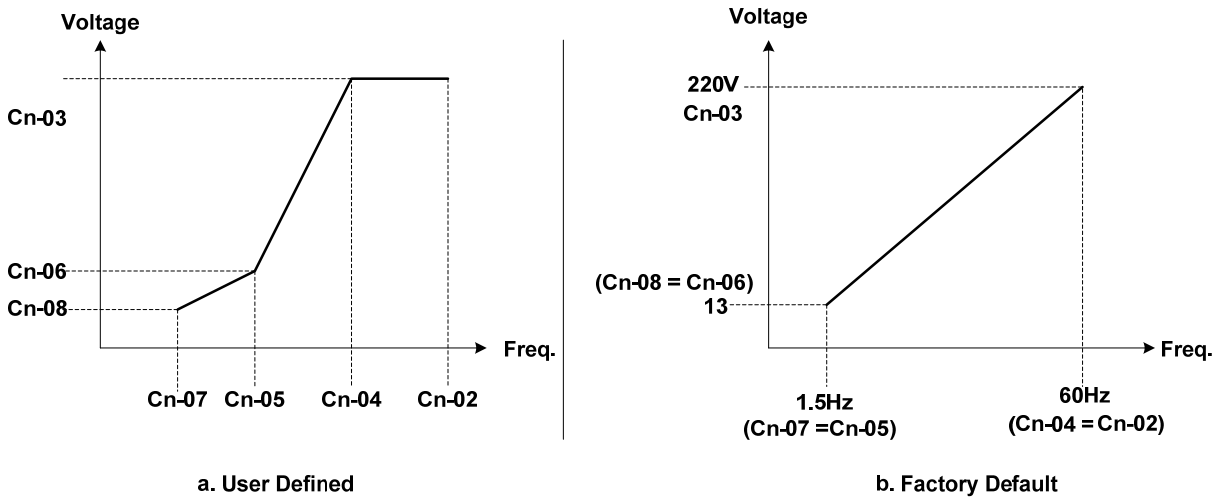 Voltage
Cn-03
Cn-06
Cn-08
Freq.
Cn-07 Cn-05 Cn-04 Cn-02
a. User Defined
Voltage
220V
Cn-03
(Cn-08 = Cn-06)
13
Freq.
1.5Hz
(Cn-07 =Cn-05)
60Hz
(Cn-04 = Cn-02)
b. Factory Default